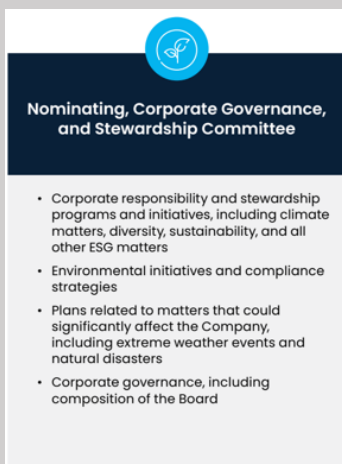 Nominating, Corporate Governance,
and Stewardship Committee
• Corporate responsibility and stewardship
programs and initiatives, including climate
matters, diversity, sustainability, and all
other ESG matters
• Environmental initiatives and compliance
strategies
• Plans related to matters that could
significantly affect the Company,
including extreme weather events and
natural disasters
• Corporate governance, including
composition of the Board